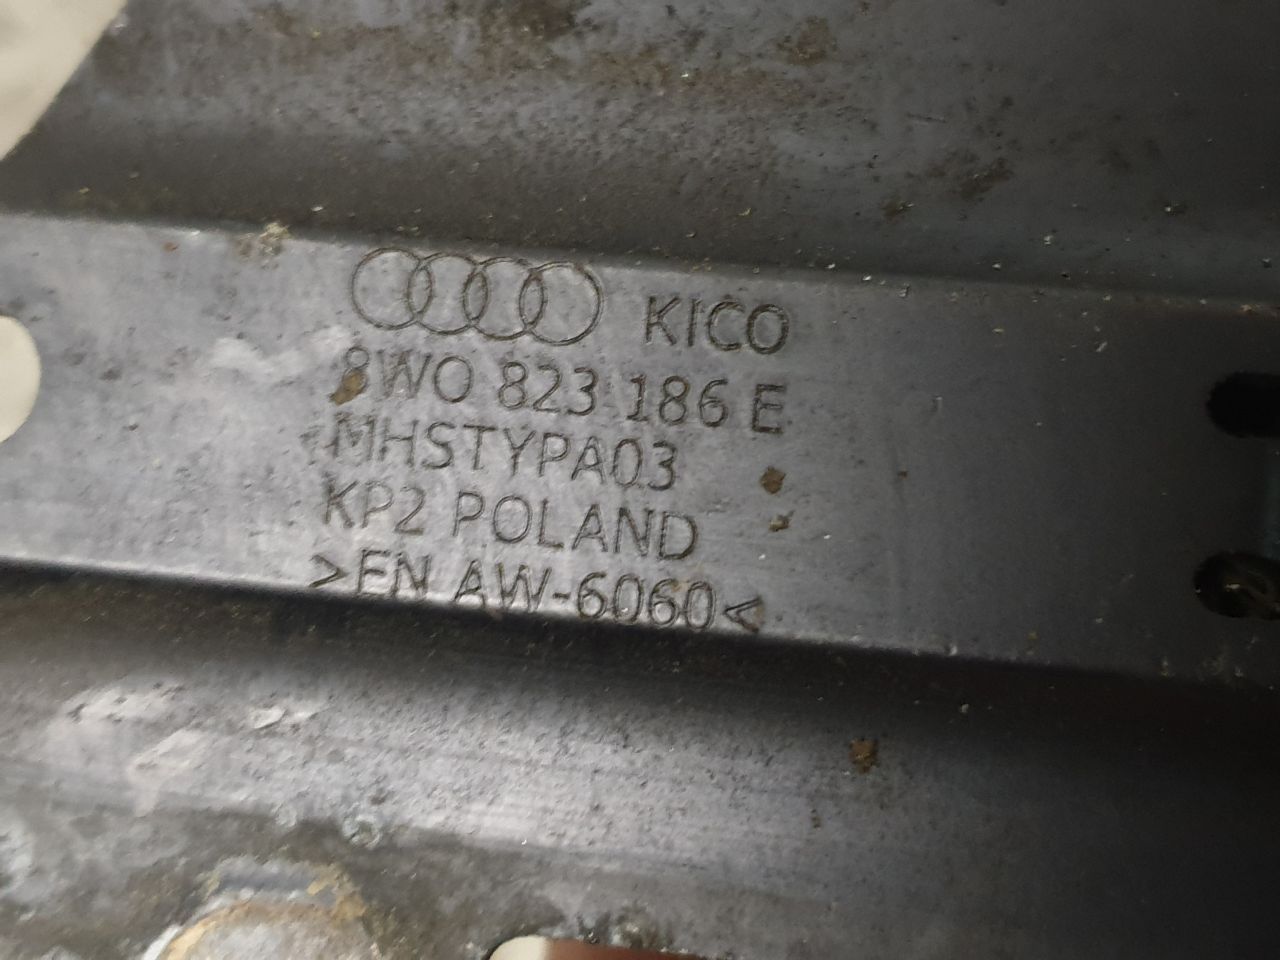 KICO
8W0 823 186 E
MHSTYPA03
KP2 POLAND
>EN AW-6060<